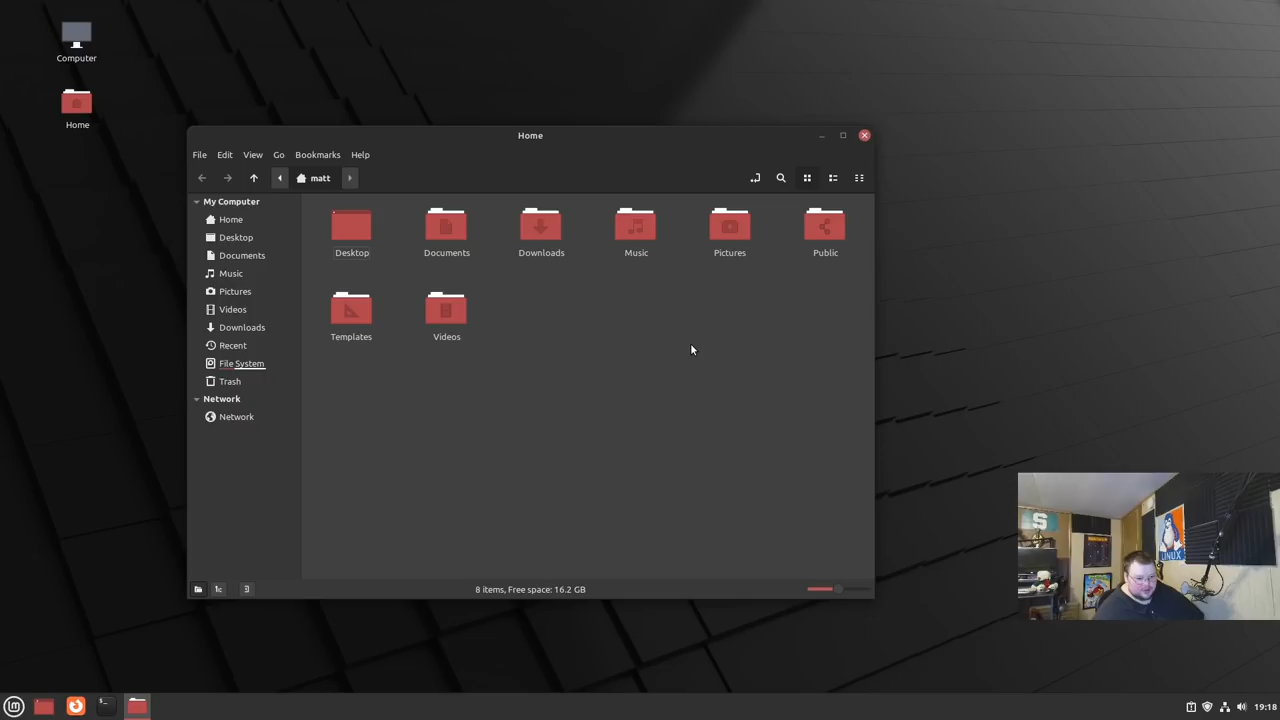 Computer
Home
Home
File Edit View Go Bookmarks Help
matt
My Computer
Home
Desktop
Documents
Music
Pictures
Videos
Downloads
Recent
File System
Trash
Network
Network
Desktop Documents Downloads Music Pictures Public
Templates Videos
8 items, Free space: 16.2 GB
S
LINUX
19:18